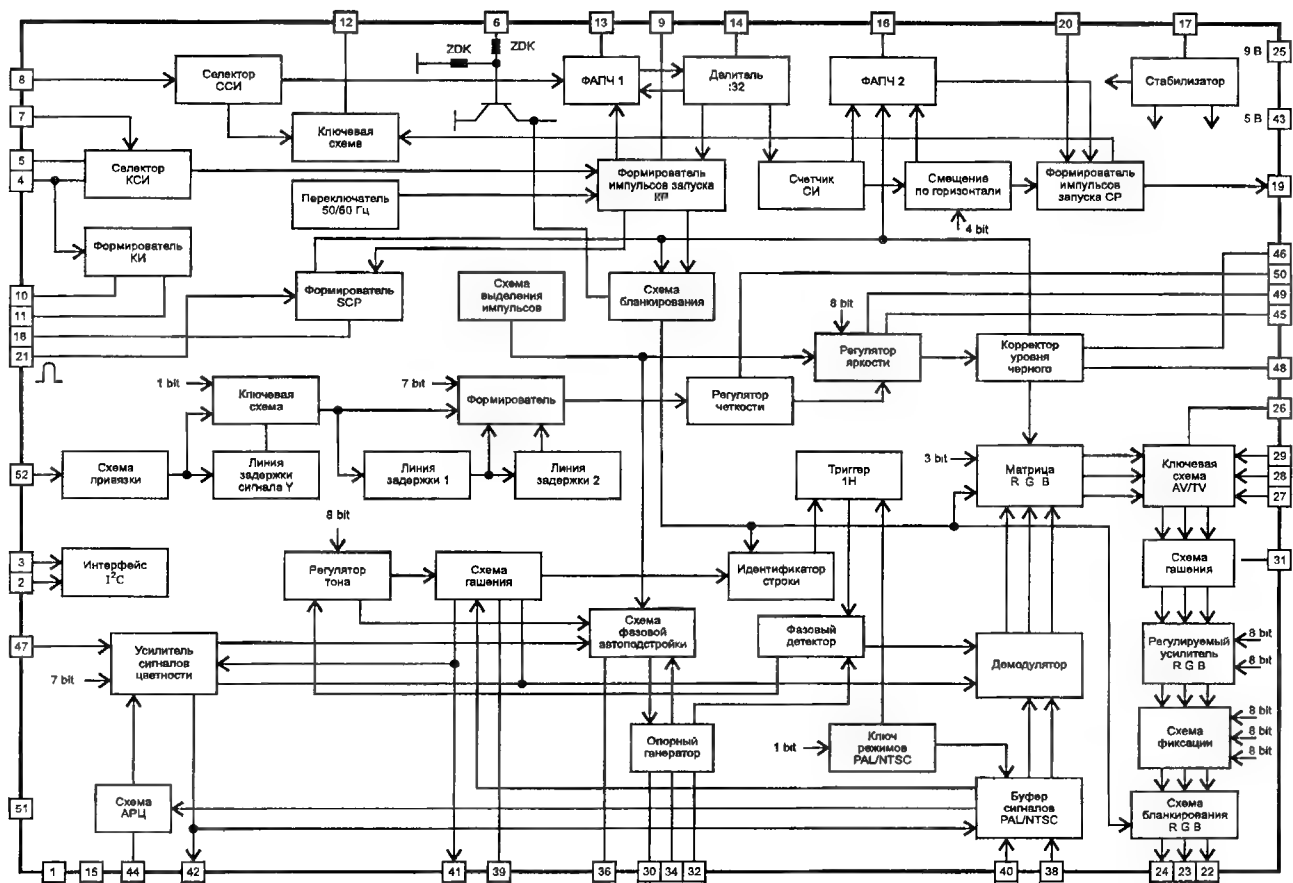 12
6
13
9
14
16
20
17
ZDK
ZDK
9 В
25
8
Селектор
ССИ
ФАПЧ 1
Делитель
:32
ФАПЧ 2
Стабилизатор
7
5 В
43
Ключевая
схема
5
4
Селектор
КСИ
Формирователь
импульсов запуска
КР
Счетчик
СИ
Смещение
по горизонтали
Формирователь
импульсов
запуска СР
19
Переключатель
50/60 Гц
4 bit
Формирователь
КИ
46
50
49
45
10
11
18
21
Формирователь
SCP
Схема
выделения
импульсов
Схема
бланкирования
8 bit
Регулятор
яркости
Корректор
уровня
черного
48
1 bit
Ключевая
схема
7 bit
Формирователь
Регулятор
четкости
26
52
Схема
привязки
Линия
задержки
сигнала Y
Линия
задержки 1
Линия
задержки 2
Триггер
1Н
3 bit
Матрица
R G B
Ключевая
схема
AV/TV
29
28
27
8 bit
3
2
Интерфейс
I²C
Регулятор
тона
Схема
гашения
Идентификатор
строки
Схема
гашения
31
47
7 bit
Усилитель
сигналов
цветности
Схема
фазовой
автоподстройки
Фазовый
детектор
Демодулятор
Регулируемый
усилитель
R G B
8 bit
8 bit
Опорный
генератор
1 bit
Ключ
режимов
PAL/NTSC
Схема
фиксации
8 bit
8 bit
8 bit
51
Схема
АРЦ
Буфер
сигналов
PAL/NTSC
Схема
бланкирования
R G B
1
15
44
42
41
39
36
30
34
32
40
38
24
23
22